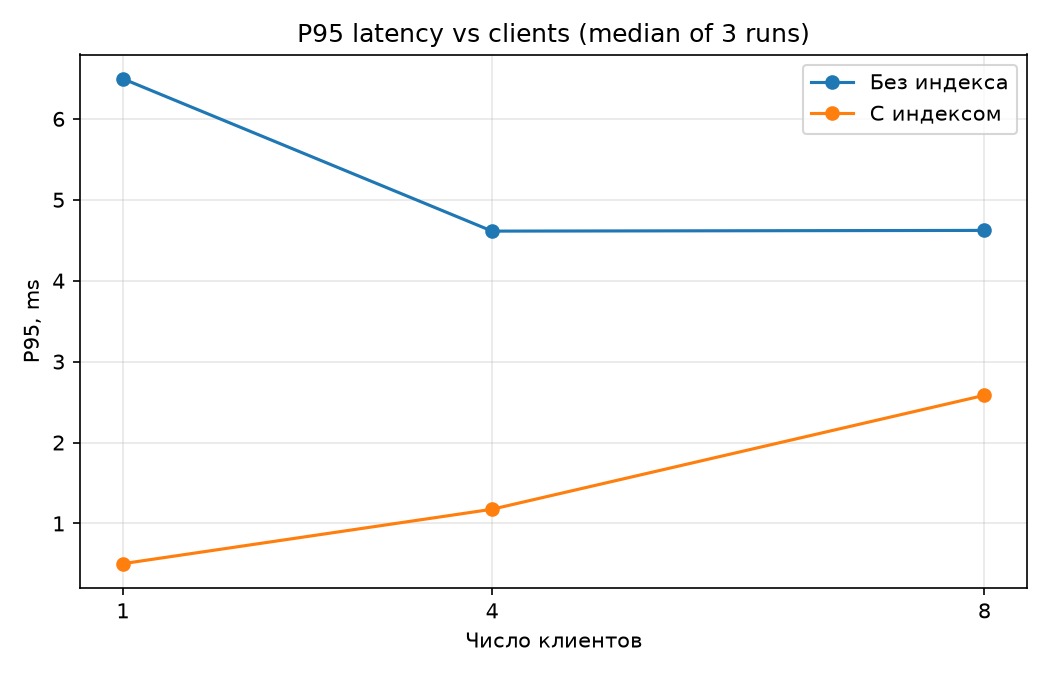 P95 latency vs clients (median of 3 runs)
Без индекса
С индексом
6
5
4
3
2
1
P95, ms
1 4 8
Число клиентов